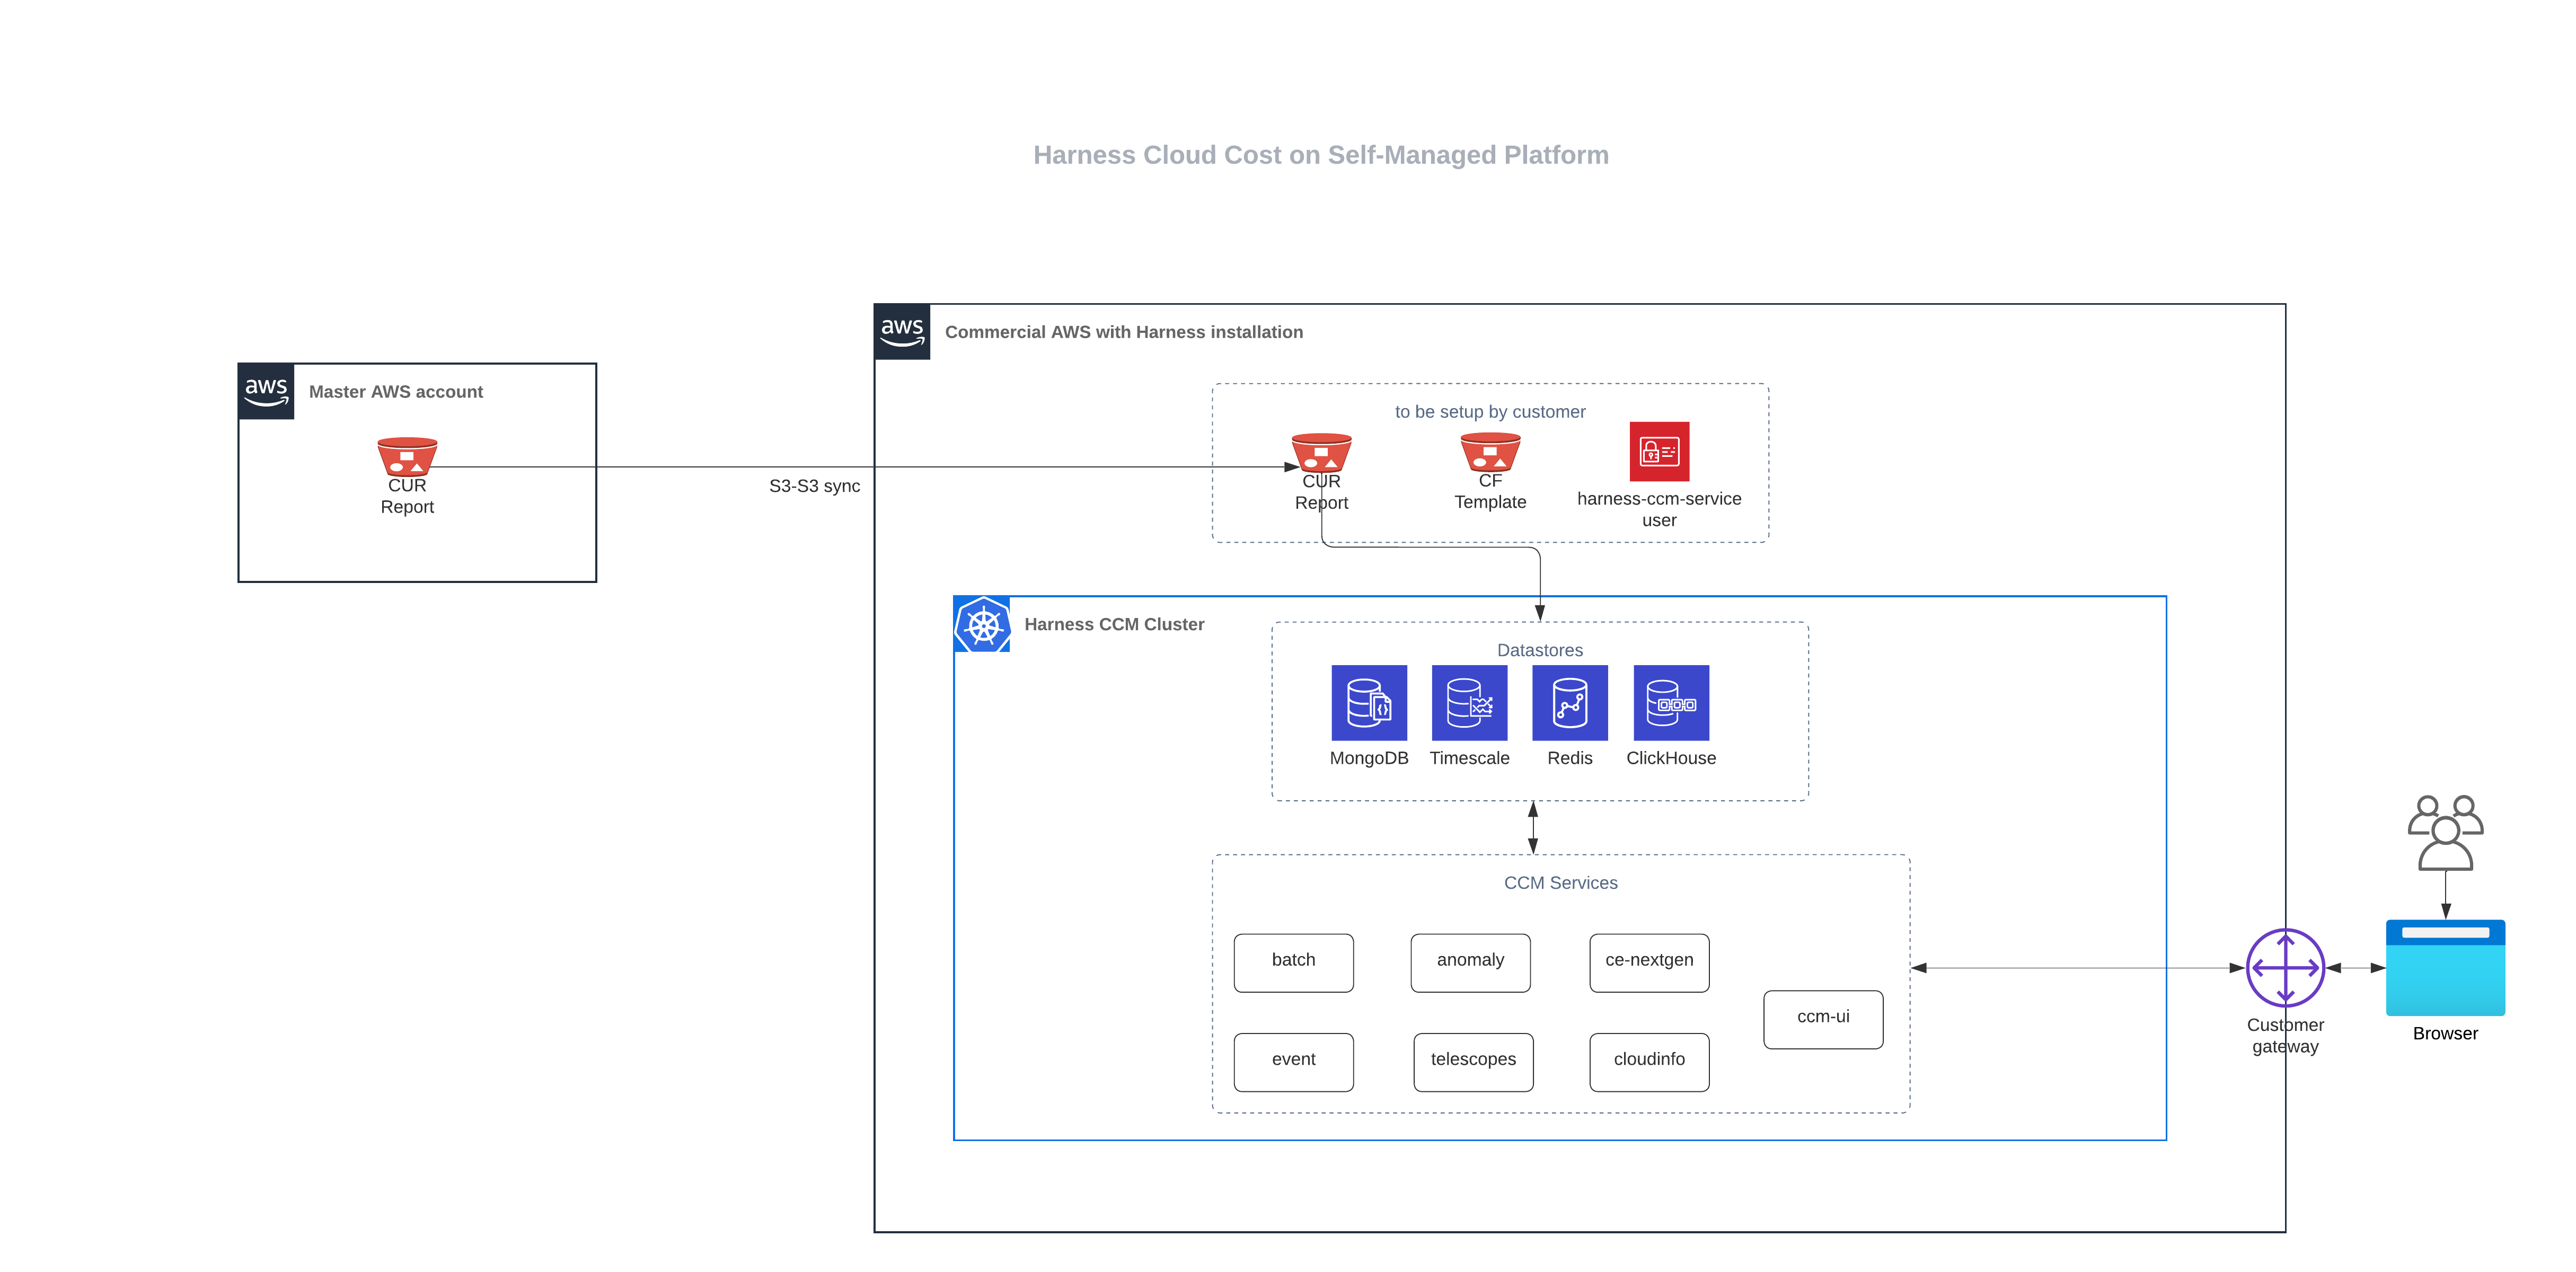 Harness Cloud Cost on Self-Managed Platform
aws
Commercial AWS with Harness installation
aws
Master AWS account
CUR
Report
S3-S3 sync
to be setup by customer
CUR
Report
CF
Template
harness-ccm-service
user
Harness CCM Cluster
Datastores
MongoDB
Timescale
Redis
ClickHouse
CCM Services
batch
anomaly
ce-nextgen
ccm-ui
event
telescopes
cloudinfo
Customer
gateway
Browser